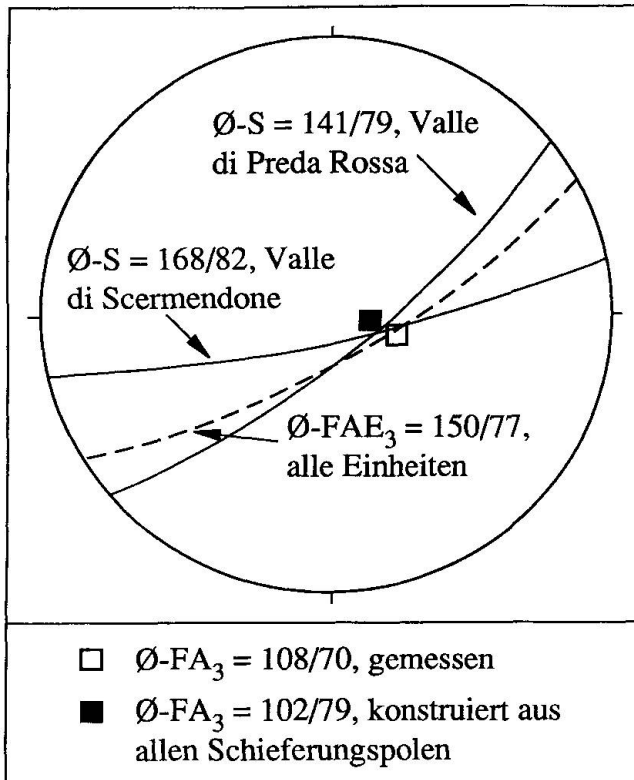 Ø-S = 141/79, Valle
di Preda Rossa
Ø-S = 168/82, Valle
di Scermendone
Ø-FAE₃ = 150/77,
alle Einheiten
Ø-FA₃ = 108/70, gemessen
Ø-FA₃ = 102/79, konstruiert aus
allen Schieferungspolen